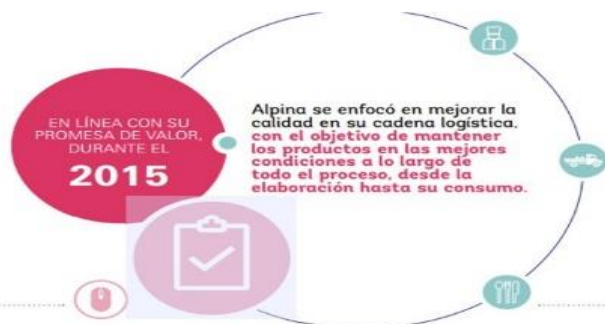 EN LÍNEA CON SU
PROMESA DE VALOR,
DURANTE EL
2015
Alpina se enfocó en mejorar la
calidad en su cadena logística,
con el objetivo de mantener
los productos en las mejores
condiciones a lo largo de
todo el proceso, desde la
elaboración hasta su consumo.